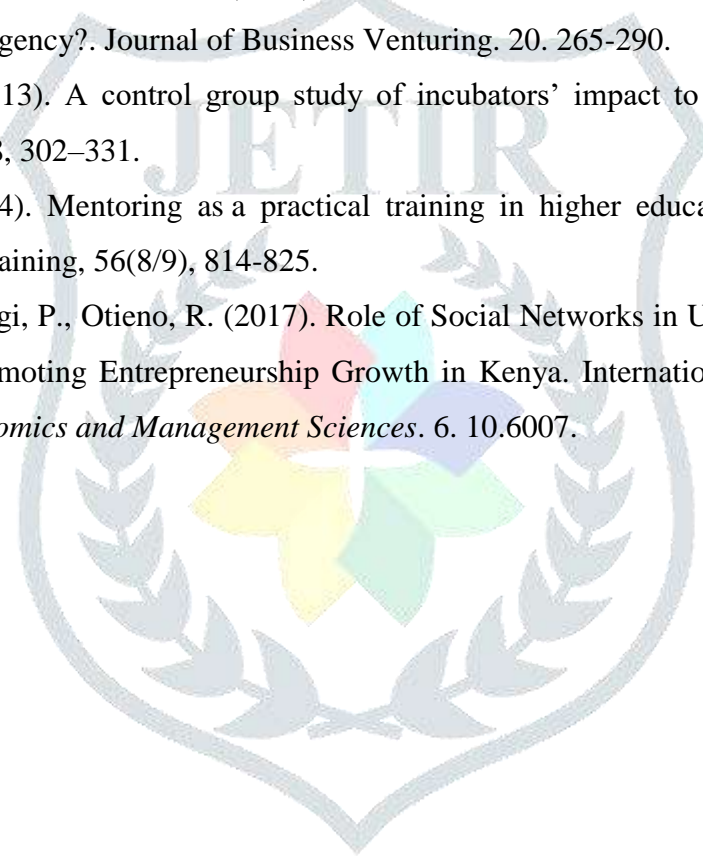 gency?. Journal of Business Venturing. 20. 265-290.
13). A control group study of incubators’ impact to
, 302–331.
4). Mentoring as a practical training in higher educa
aining, 56(8/9), 814-825.
gi, P., Otieno, R. (2017). Role of Social Networks in U
moting Entrepreneurship Growth in Kenya. Internatio
omics and Management Sciences. 6. 10.6007.
JETIR